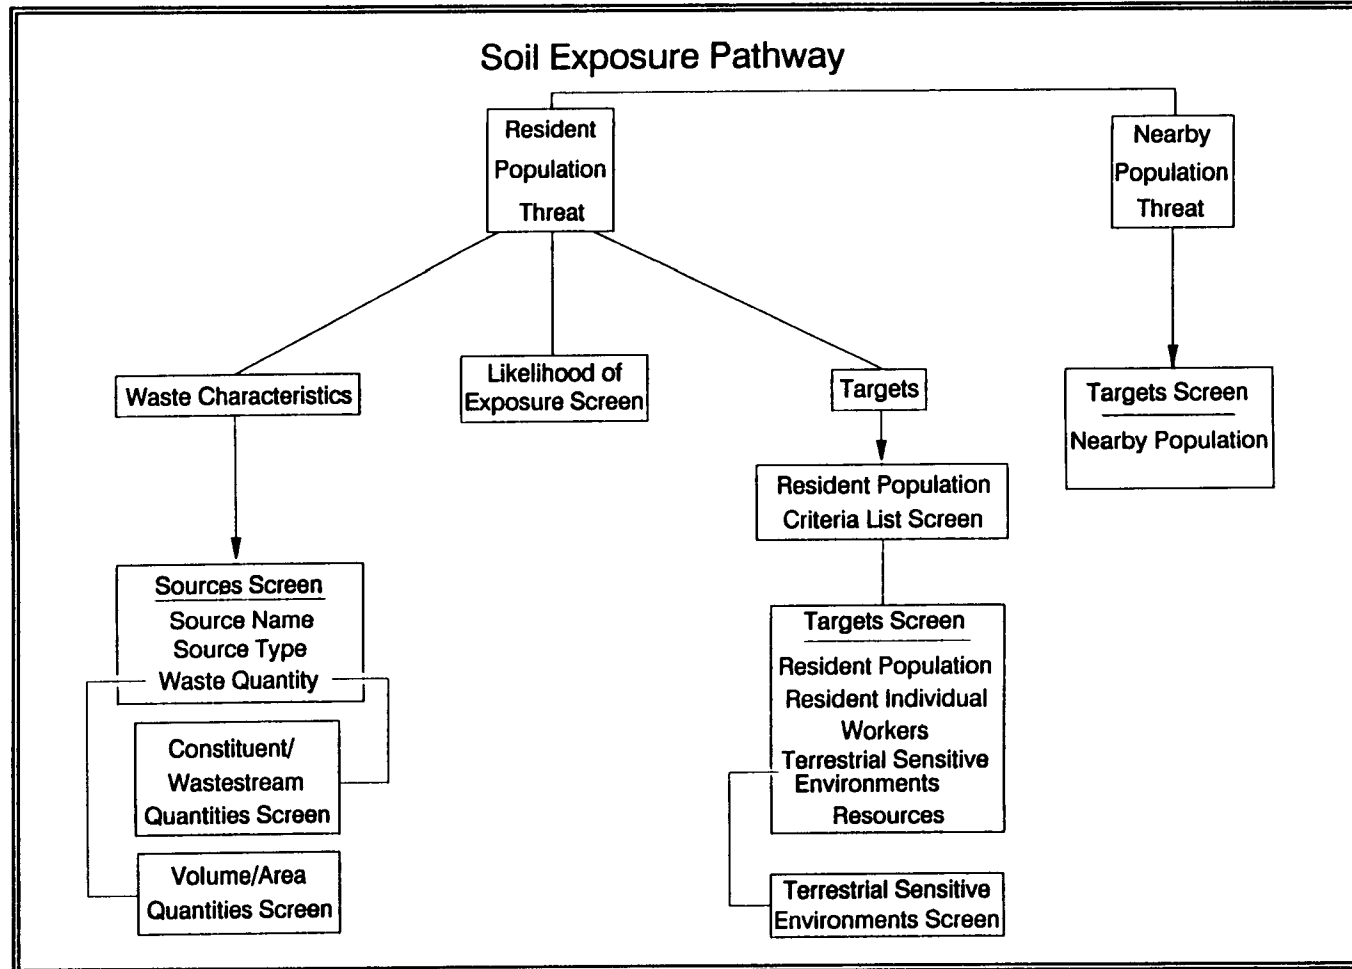 Soil Exposure Pathway
Resident
Population
Threat
Nearby
Population
Threat
Waste Characteristics
Likelihood of
Exposure Screen
Targets
Targets Screen
Nearby Population
Resident Population
Criteria List Screen
Sources Screen
Source Name
Source Type
Waste Quantity
Constituent/
Wastestream
Quantities Screen
Volume/Area
Quantities Screen
Targets Screen
Resident Population
Resident Individual
Workers
Terrestrial Sensitive
Environments
Resources
Terrestrial Sensitive
Environments Screen